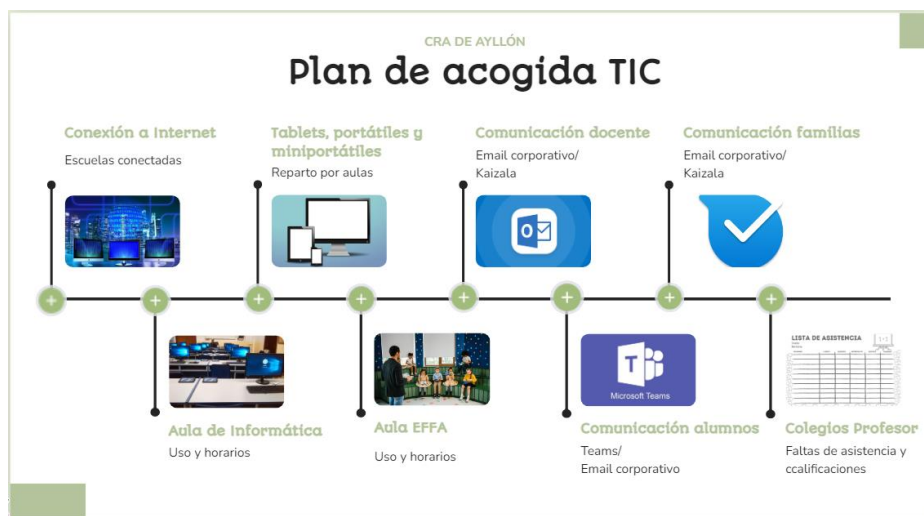 CRA DE AYLLÓN
Plan de acogida TIC
Conexión a Internet
Escuelas conectadas
Tablets, portátiles y
miniportátiles
Reparto por aulas
Comunicación docente
Email corporativo/
Kaizala
Comunicación famílias
Email corporativo/
Kaizala
Aula de Informática
Uso y horarios
Aula EFFA
Uso y horarios
Microsoft Teams
Comunicación alumnos
Teams/
Email corporativo
LISTA DE ASISTENCIA
Colegios Profesor
Faltas de asistencia y
ccalificaciones